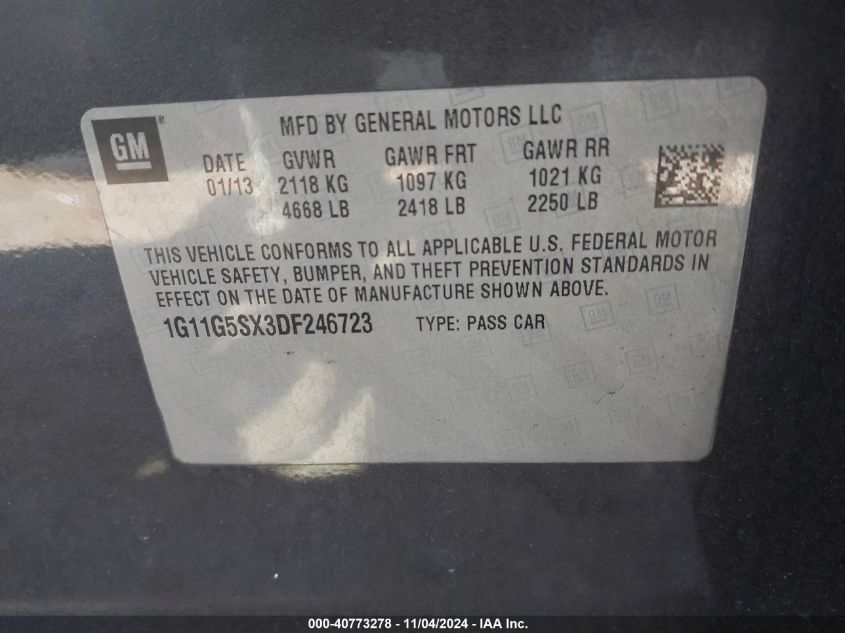 GM®
MFD BY GENERAL MOTORS LLC
DATE GVWR GAWR FRT GAWR RR
01/13 2118 KG 1097 KG 1021 KG
4668 LB 2418 LB 2250 LB
THIS VEHICLE CONFORMS TO ALL APPLICABLE U.S. FEDERAL MOTOR
VEHICLE SAFETY, BUMPER, AND THEFT PREVENTION STANDARDS IN
EFFECT ON THE DATE OF MANUFACTURE SHOWN ABOVE.
1G11G5SX3DF246723 TYPE: PASS CAR
000-40773278 - 11/04/2024 - IAA Inc.